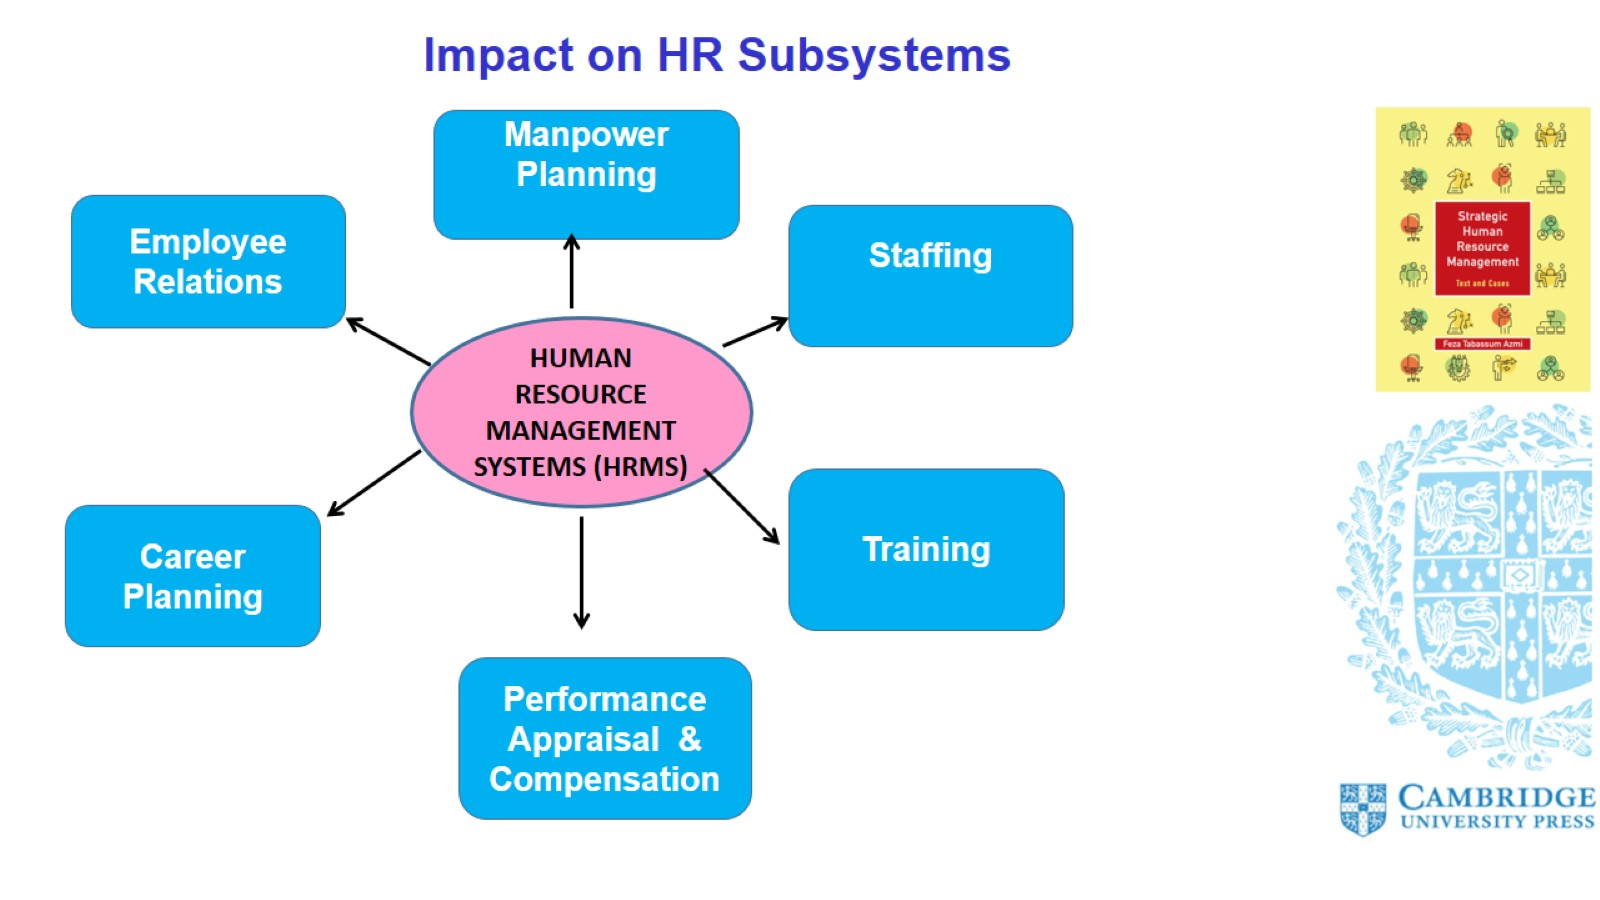 Impact on HR Subsystems
Manpower
Planning
Employee
Relations
Staffing
HUMAN
RESOURCE
MANAGEMENT
SYSTEMS (HRMS)
Career
Planning
Training
Performance
Appraisal &
Compensation
Strategic
Human
Resource
Management
Text and Cases
Feza Tabassum Azmi
CAMBRIDGE
UNIVERSITY PRESS